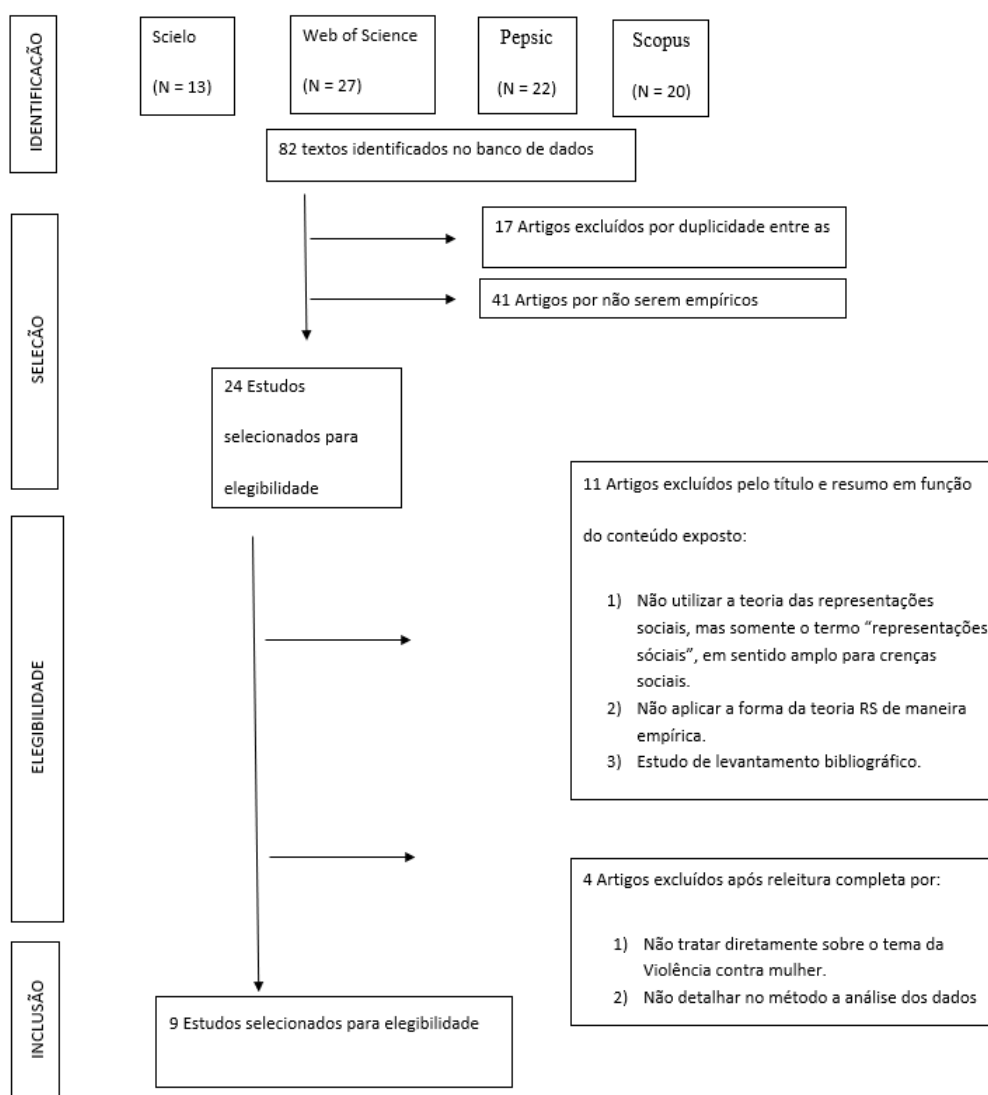 IDENTIFICAÇÃO
Scielo
(N = 13)
Web of Science
(N = 27)
Pepsic
(N = 22)
Scopus
(N = 20)
82 textos identificados no banco de dados
SELECÃO
17 Artigos excluídos por duplicidade entre as
41 Artigos por não serem empíricos
24 Estudos
selecionados para
elegibilidade
ELEGIBILIDADE
11 Artigos excluídos pelo título e resumo em função
do conteúdo exposto:
1) Não utilizar a teoria das representações
sociais, mas somente o termo “representações
sóciais”, em sentido amplo para crenças
sociais.
2) Não aplicar a forma da teoria RS de maneira
empírica.
3) Estudo de levantamento bibliográfico.
4 Artigos excluídos após releitura completa por:
1) Não tratar diretamente sobre o tema da
Violência contra mulher.
2) Não detalhar no método a análise dos dados
INCLUSÃO
9 Estudos selecionados para elegibilidade